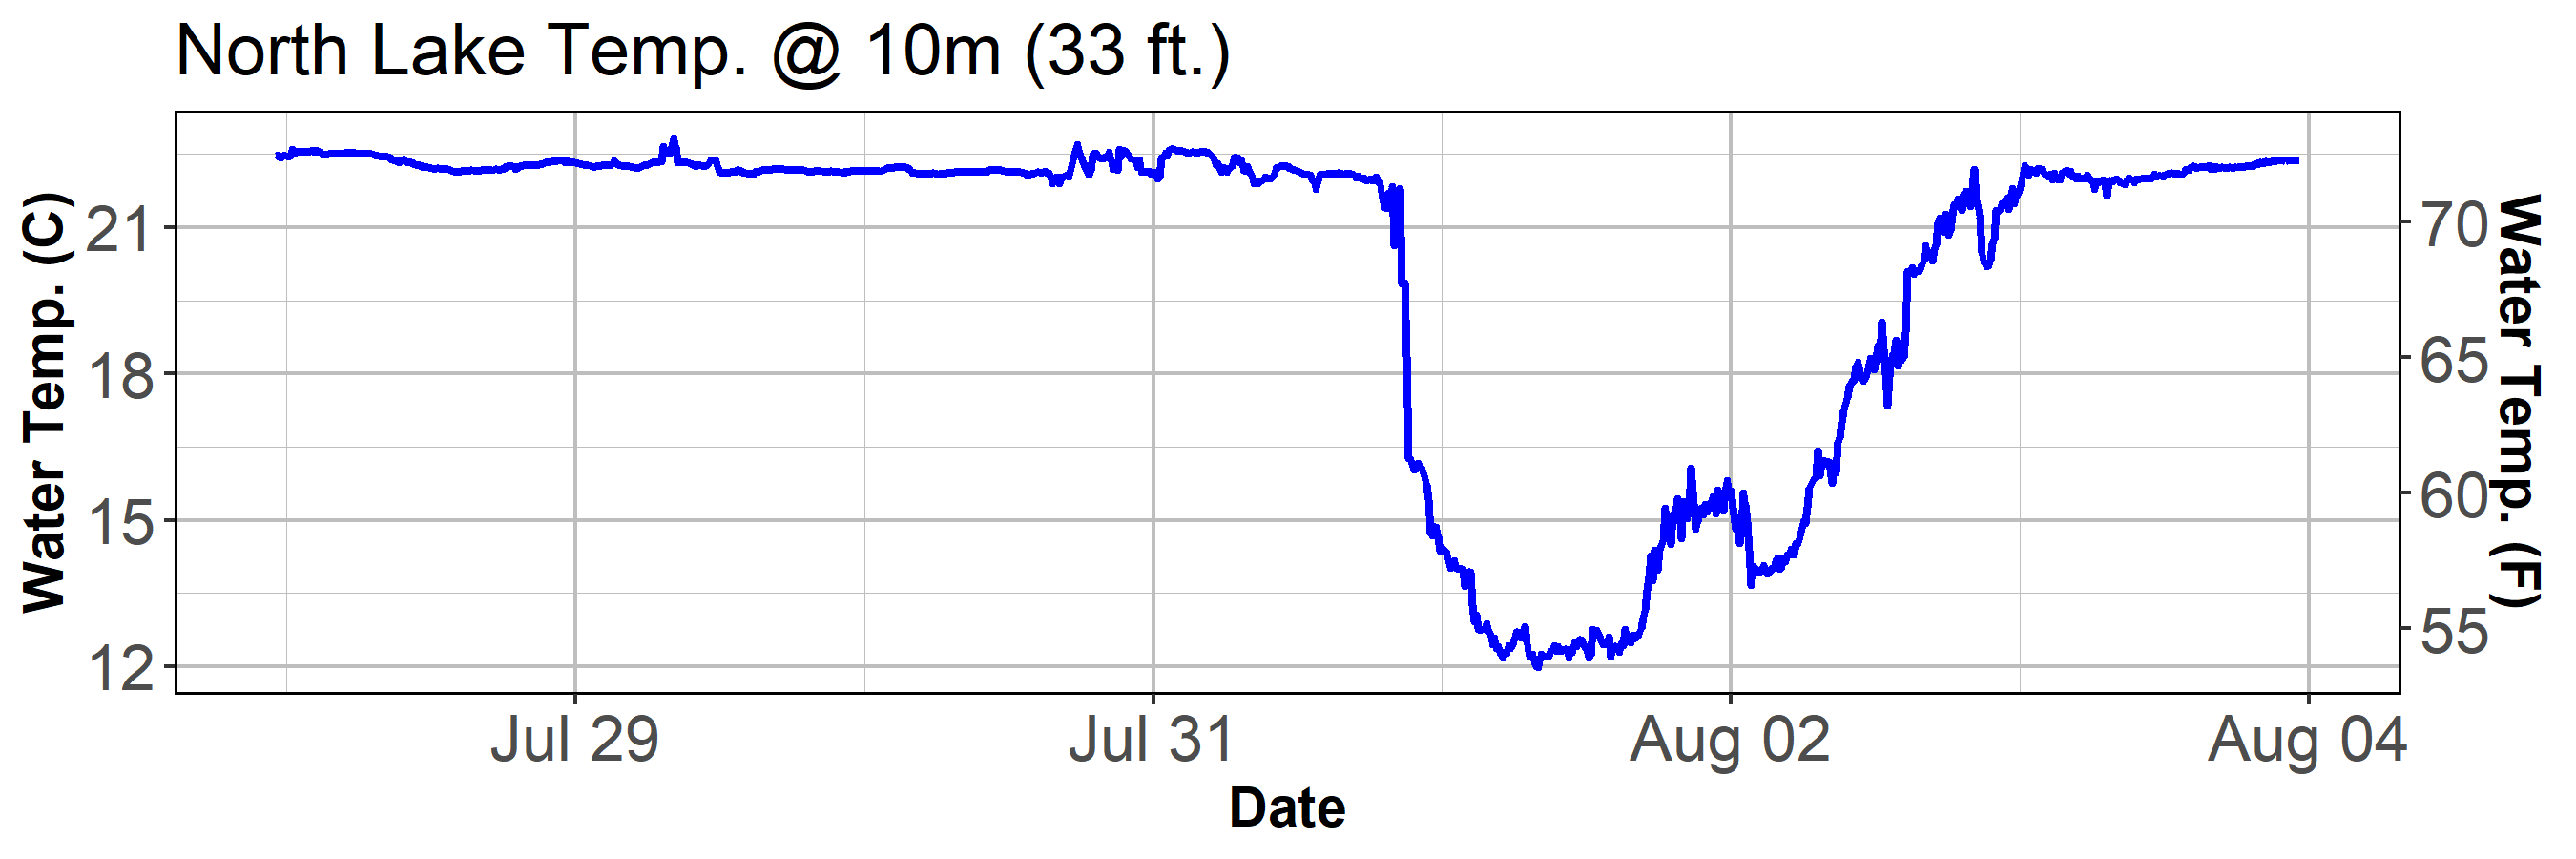 North Lake Temp. @ 10m (33 ft.)
Water Temp. (C)
21
18
15
12
70
65
60
55
Water Temp. (F)
Jul 29
Jul 31
Aug 02
Aug 04
Date